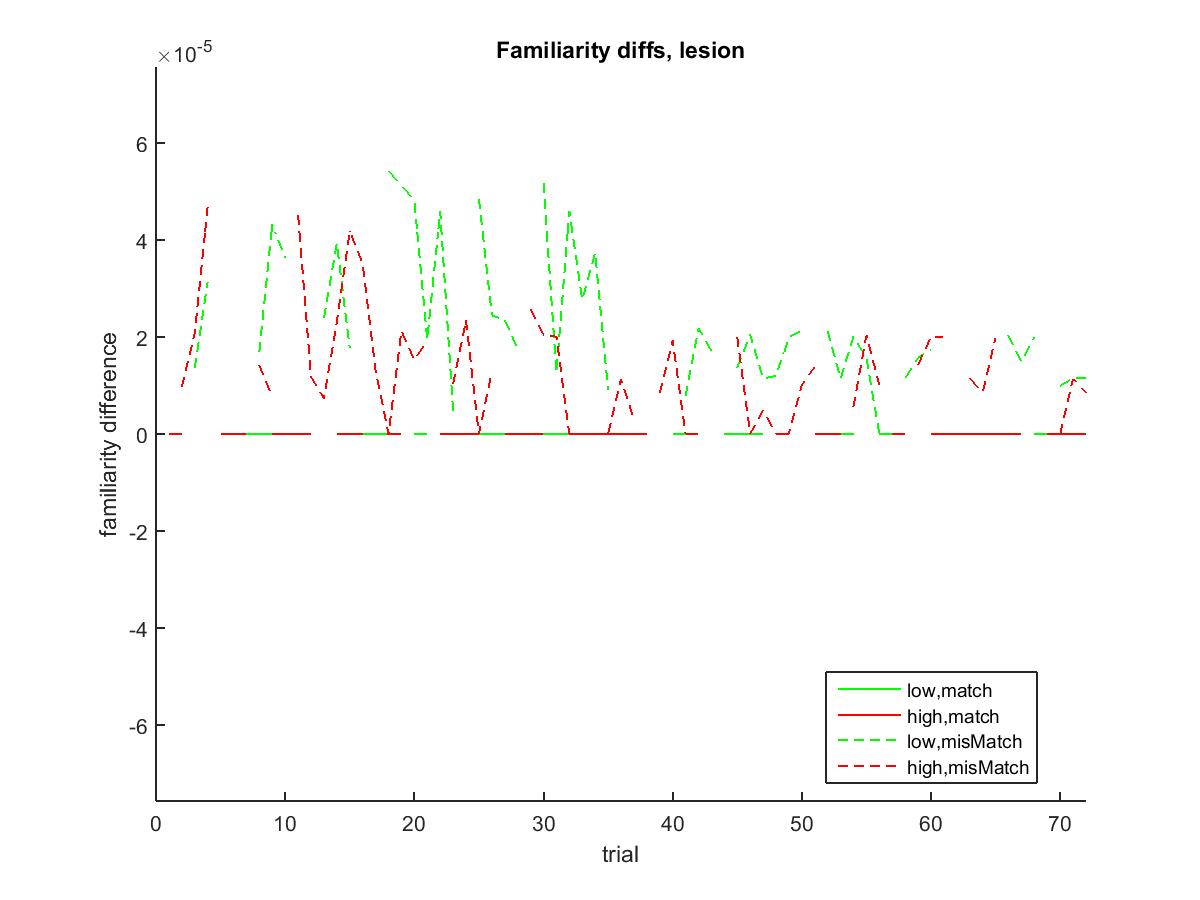 Familiarity diffs, lesion
×10-5
6
4
2
0
-2
-4
-6
familiarity difference
0 10 20 30 40 50 60 70
trial
low,match
high,match
low,misMatch
high,misMatch